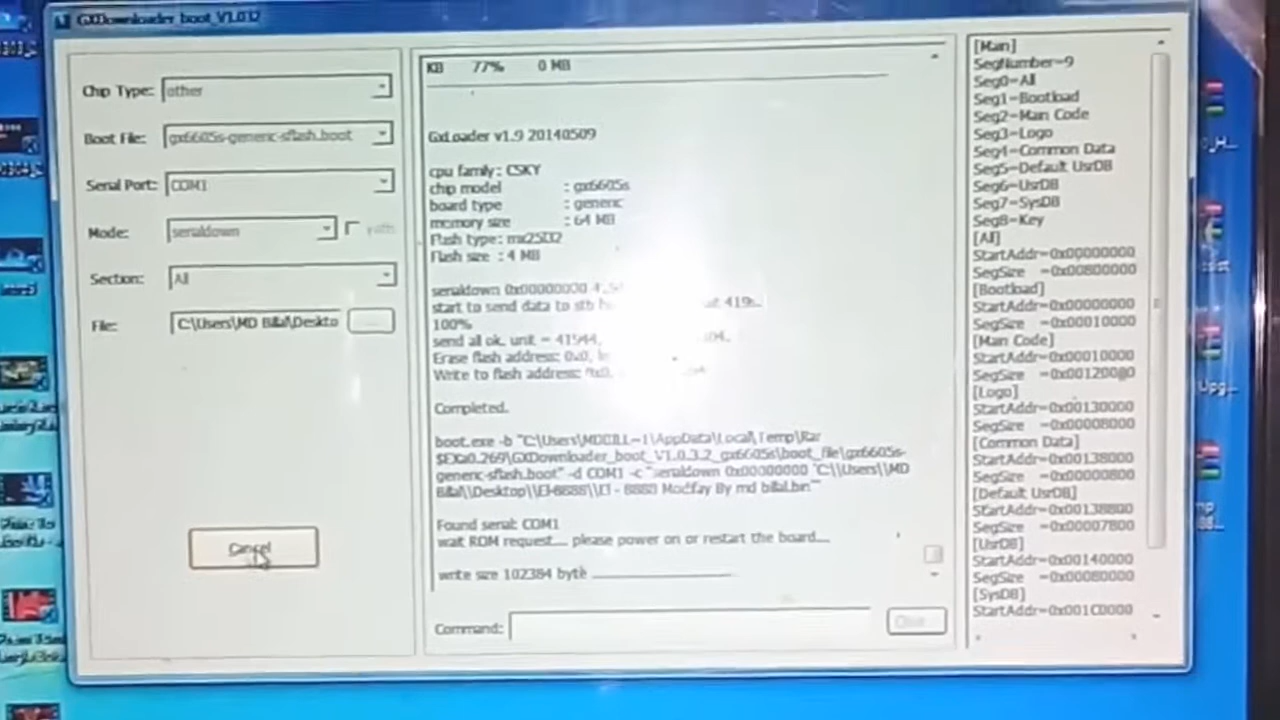 GXDownloader boot_V1.032
Chip Type: other
Boot File: gx6605s-generic-sflash.boot
Serial Port: COM1
Mode: serialdown
Section: All
File: C:\Users\MD Billal\Deskto
Cancel
KB 77% 0 MB
GxLoader v1.9 20140509
cpu family : CSKY
chip model : gx6605s
board type : generic
memory size : 64 MB
Flash type : mx25l32
Flash size : 4 MB
serialdown 0x00000000
start to send data to stb
100%
send all ok, unit = 41944,
Erase flash address: 0x0,
Write to flash address:
Completed.
boot.exe -b "C:\Users\MDBILL~1\AppData\Local\Temp\Rar
$EXa0.269\GXDownloader_boot_V1.0.3.2_gx6605s\boot_file\gx6605s-
generic-sflash.boot" -d COM1 -c "serialdown 0x00000000 "C:\\Users\\MD
Found serial: COM1
wait ROM request.... please power on or restart the board....
write size 102384 byte
Command:
[Main]
SegNumber=9
Seg0=All
Seg1=Bootload
Seg2=Main Code
Seg3=Logo
Seg4=Common Data
Seg5=Default UsrDB
Seg6=UsrDB
Seg7=SysDB
Seg8=Key
[All]
StartAddr=0x00000000
SegSize =0x00800000
[Bootload]
StartAddr=0x00000000
SegSize =0x00010000
[Main Code]
StartAddr=0x00010000
SegSize =0x00120000
[Logo]
StartAddr=0x00130000
SegSize =0x00008000
[Common Data]
StartAddr=0x00138000
SegSize =0x00000800
[Default UsrDB]
StartAddr=0x00138800
SegSize =0x00007800
[UsrDB]
StartAddr=0x00140000
SegSize =0x00080000
[SysDB]
StartAddr=0x001C0000